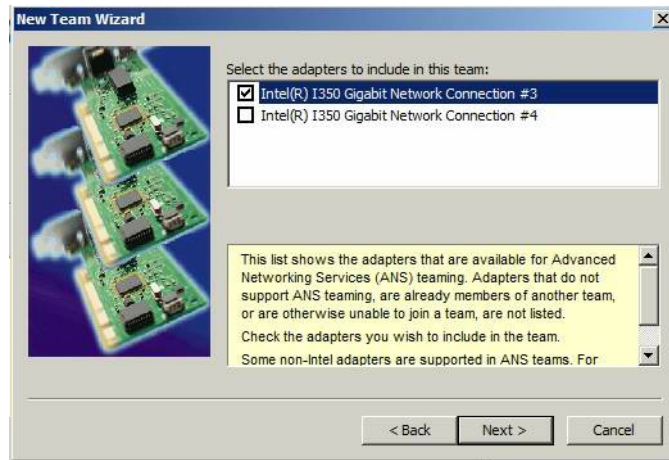 New Team Wizard
Select the adapters to include in this team:
Intel(R) I350 Gigabit Network Connection #3
Intel(R) I350 Gigabit Network Connection #4
This list shows the adapters that are available for Advanced
Networking Services (ANS) teaming. Adapters that do not
support ANS teaming, are already members of another team,
or are otherwise unable to join a team, are not listed.
Check the adapters you wish to include in the team.
Some non-Intel adapters are supported in ANS teams. For
< Back Next > Cancel